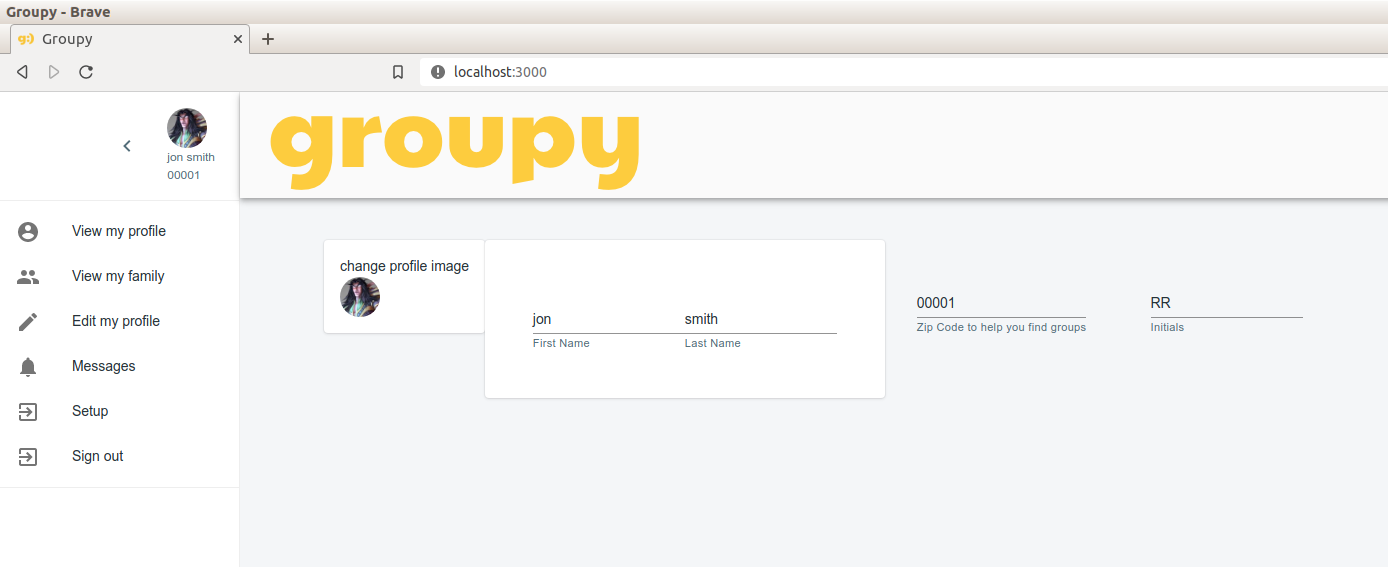 Groupy - Brave
g:) Groupy
localhost:3000
jon smith
00001
groupy
View my profile
View my family
Edit my profile
Messages
Setup
Sign out
change profile image
jon smith
First Name Last Name
00001 RR
Zip Code to help you find groups Initials